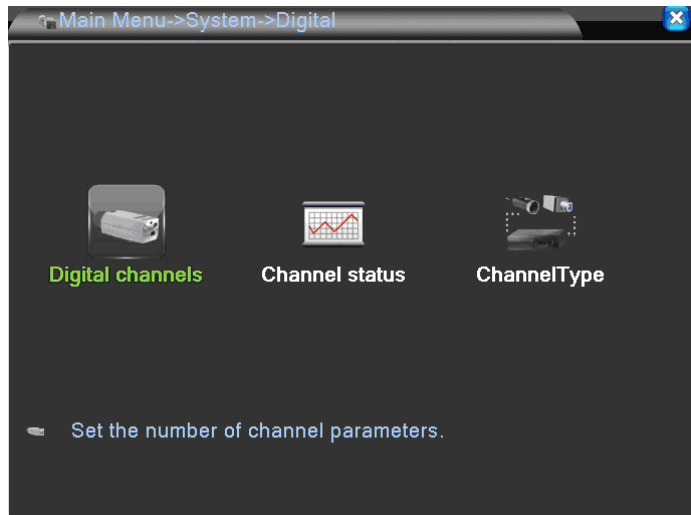 Main Menu->System->Digital
Digital channels
Channel status
ChannelType
Set the number of channel parameters.